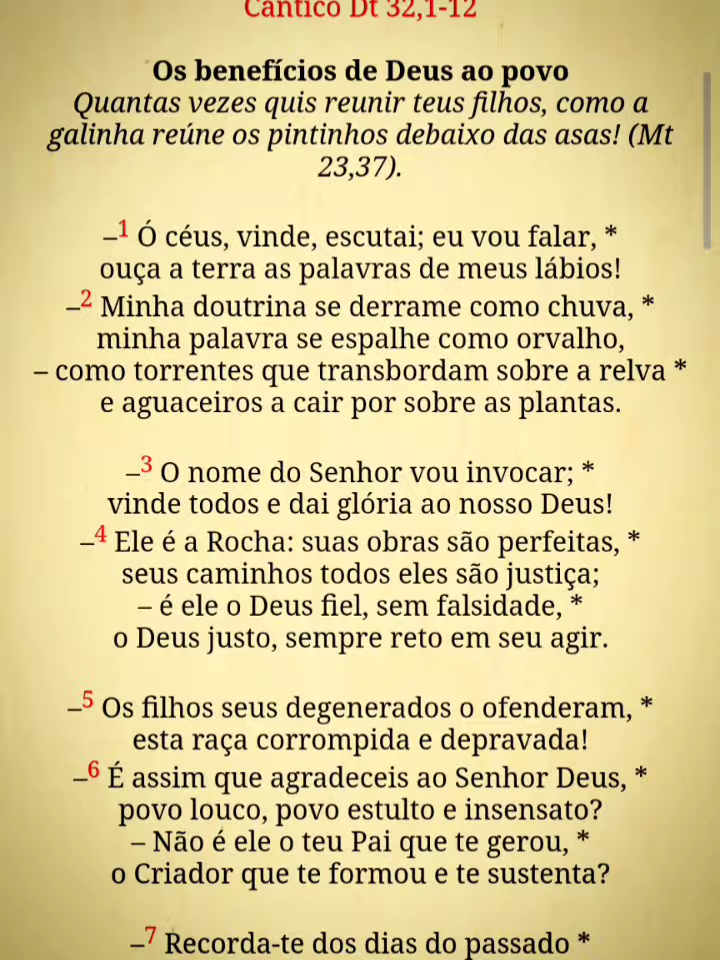 Cântico Dt 32,1-12
Os benefícios de Deus ao povo
Quantas vezes quis reunir teus filhos, como a
galinha reúne os pintinhos debaixo das asas! (Mt
23,37).
–1 Ó céus, vinde, escutai; eu vou falar, *
ouça a terra as palavras de meus lábios!
–2 Minha doutrina se derrame como chuva, *
minha palavra se espalhe como orvalho,
– como torrentes que transbordam sobre a relva *
e aguaceiros a cair por sobre as plantas.
–3 O nome do Senhor vou invocar; *
vinde todos e dai glória ao nosso Deus!
–4 Ele é a Rocha: suas obras são perfeitas, *
seus caminhos todos eles são justiça;
– é ele o Deus fiel, sem falsidade, *
o Deus justo, sempre reto em seu agir.
–5 Os filhos seus degenerados o ofenderam, *
esta raça corrompida e depravada!
–6 É assim que agradeceis ao Senhor Deus, *
povo louco, povo estulto e insensato?
– Não é ele o teu Pai que te gerou, *
o Criador que te formou e te sustenta?
–7 Recorda-te dos dias do passado *